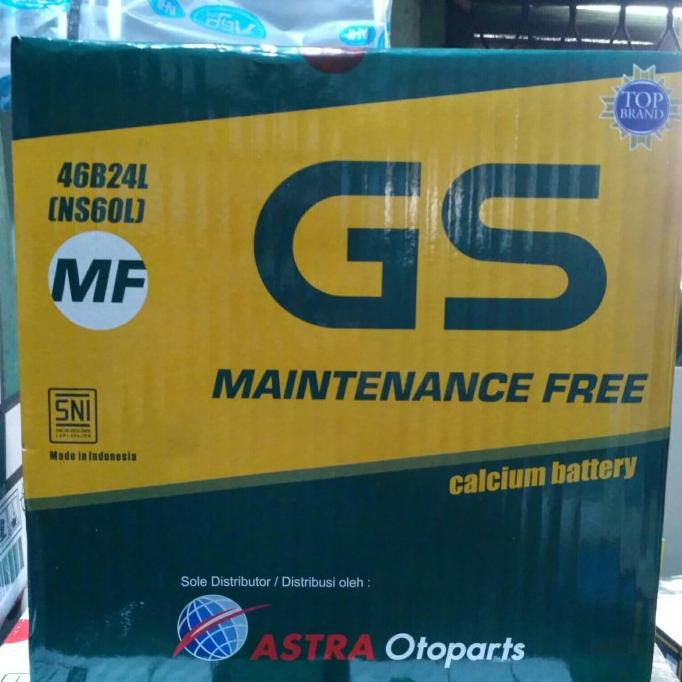 TOP
BRAND
46B24L
(NS60L)
GS
MF
MAINTENANCE FREE
SNI
Made in Indonesia
calcium battery
Sole Distributor / Distribusi oleh :
ASTRA Otoparts